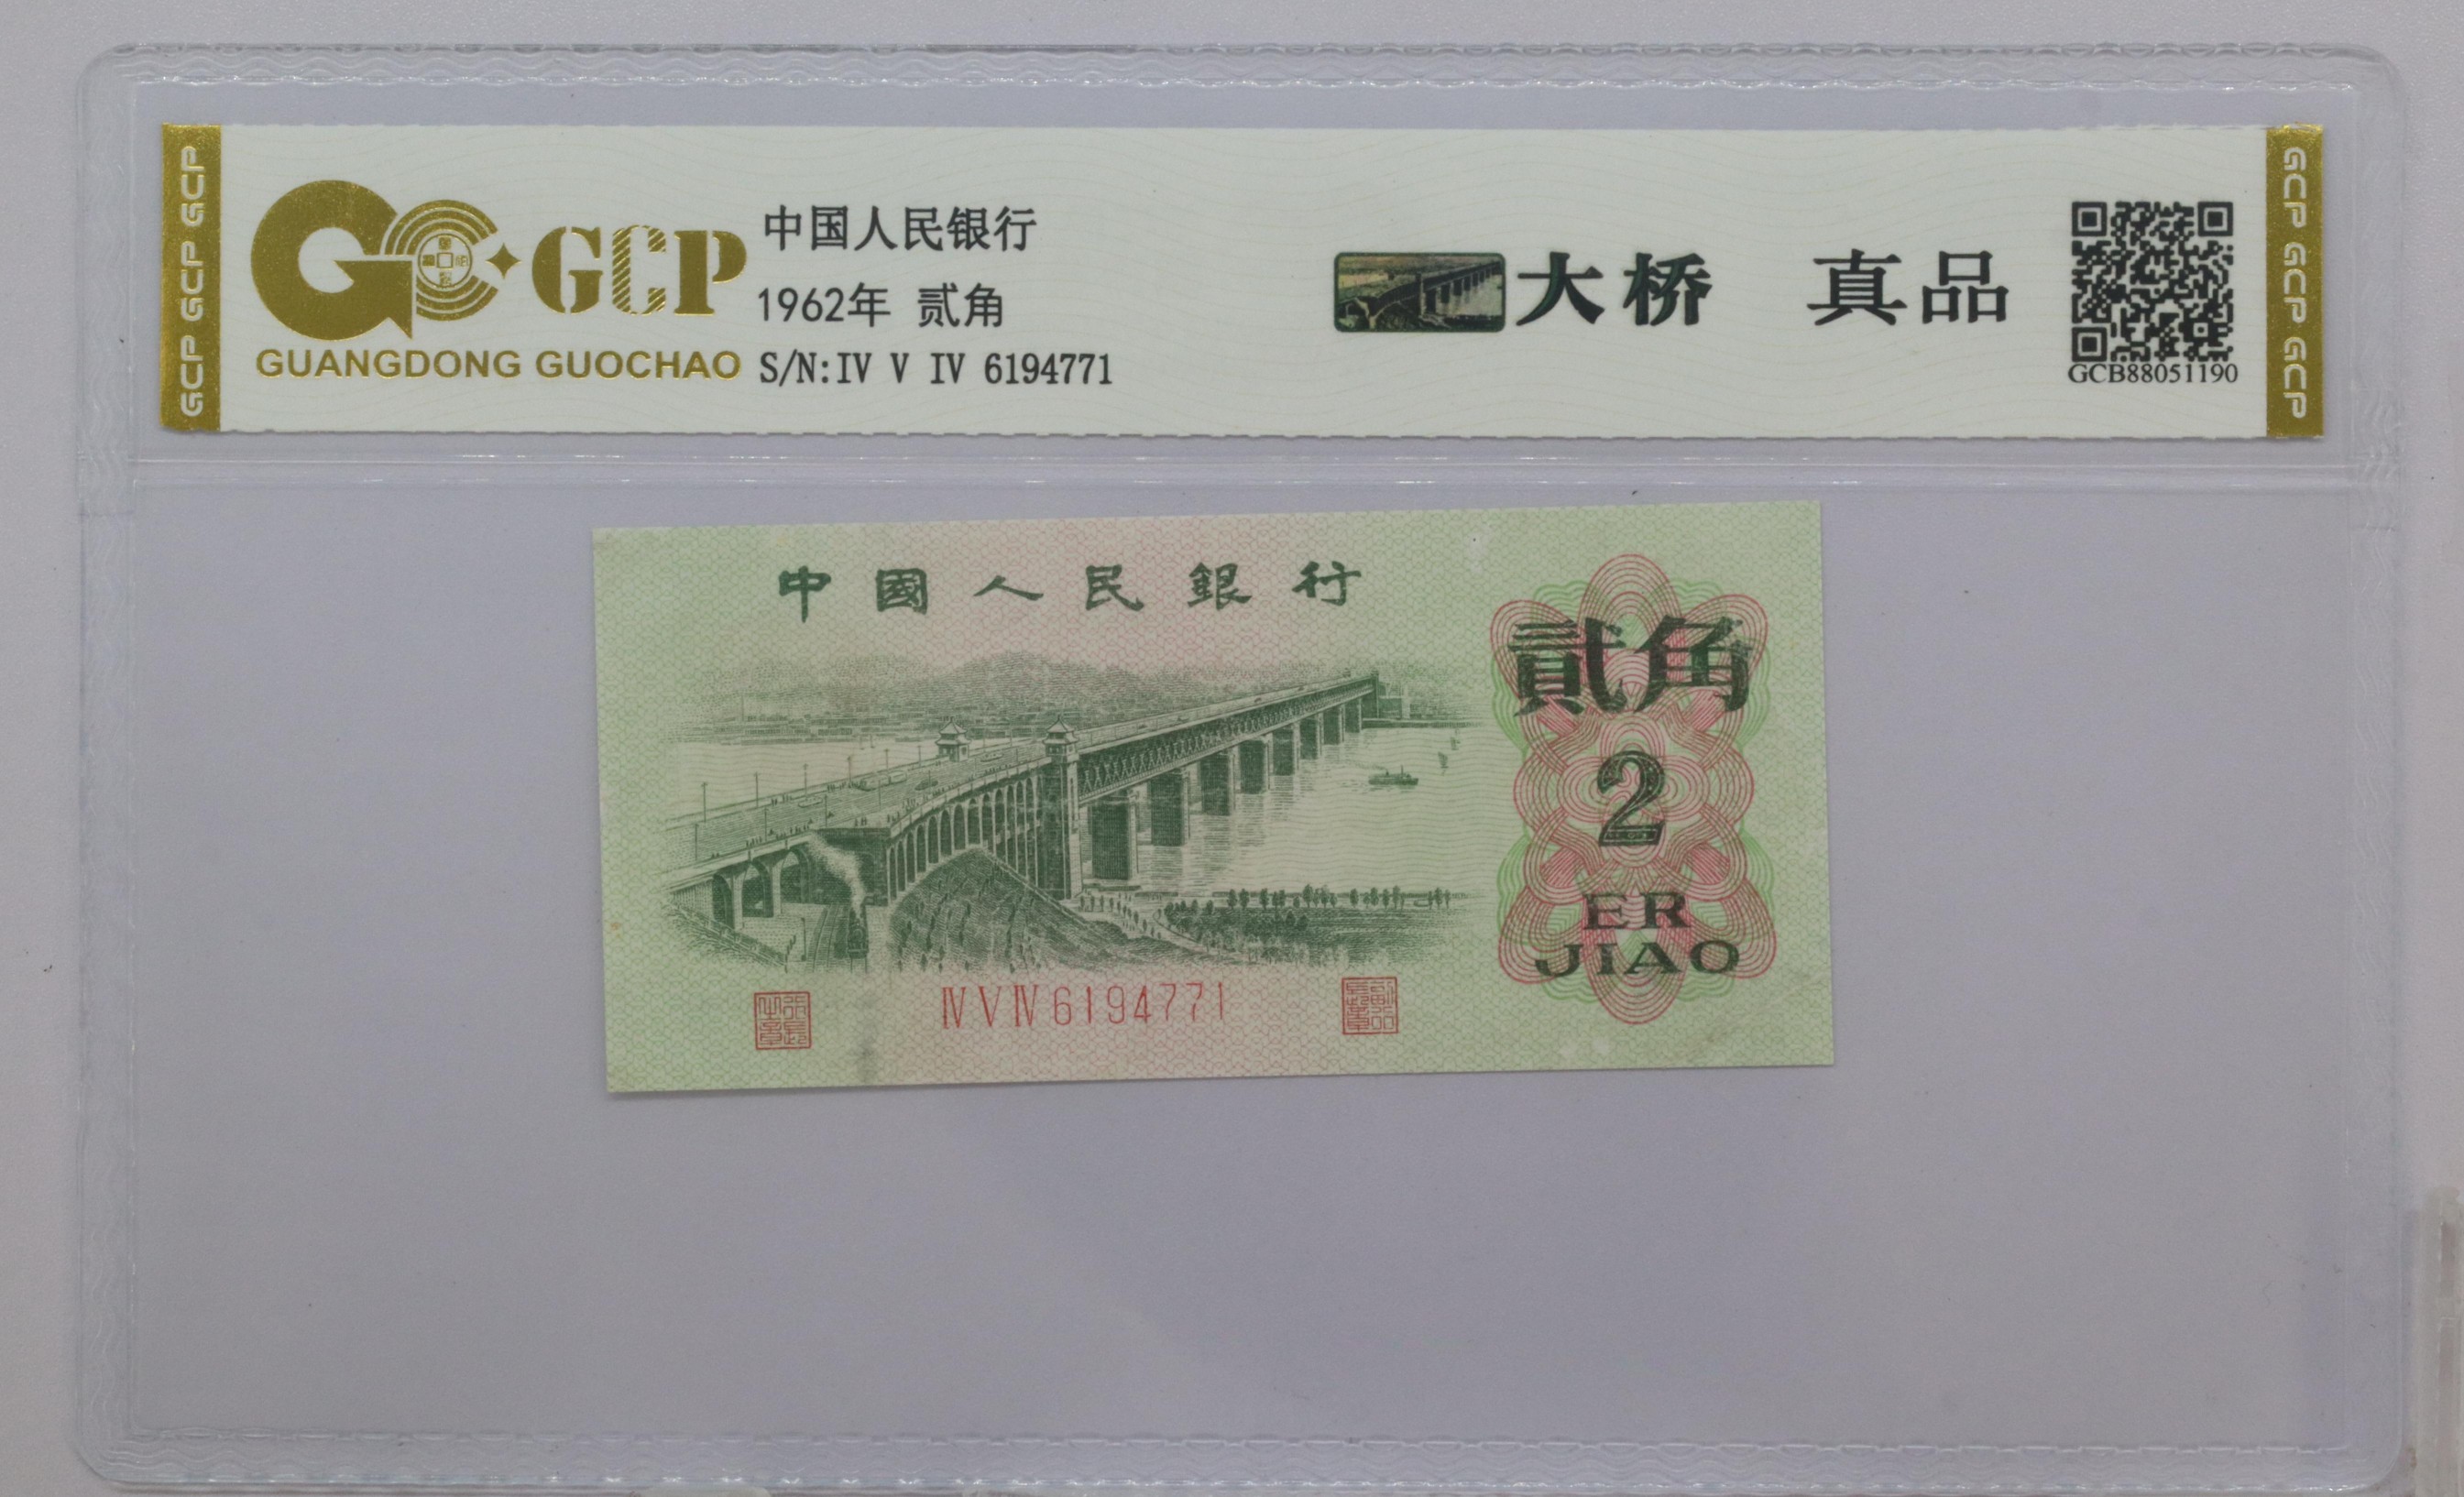 GCP GCP GCP
GCP
GUANGDONG GUOCHAO
中国人民银行
1962年 贰角
S/N:IV V IV 6194771
大桥 真品
GCB88051190
GCP GCP GCP
中國人民銀行
貳角
2
ER
JIAO
IV V IV 6194771